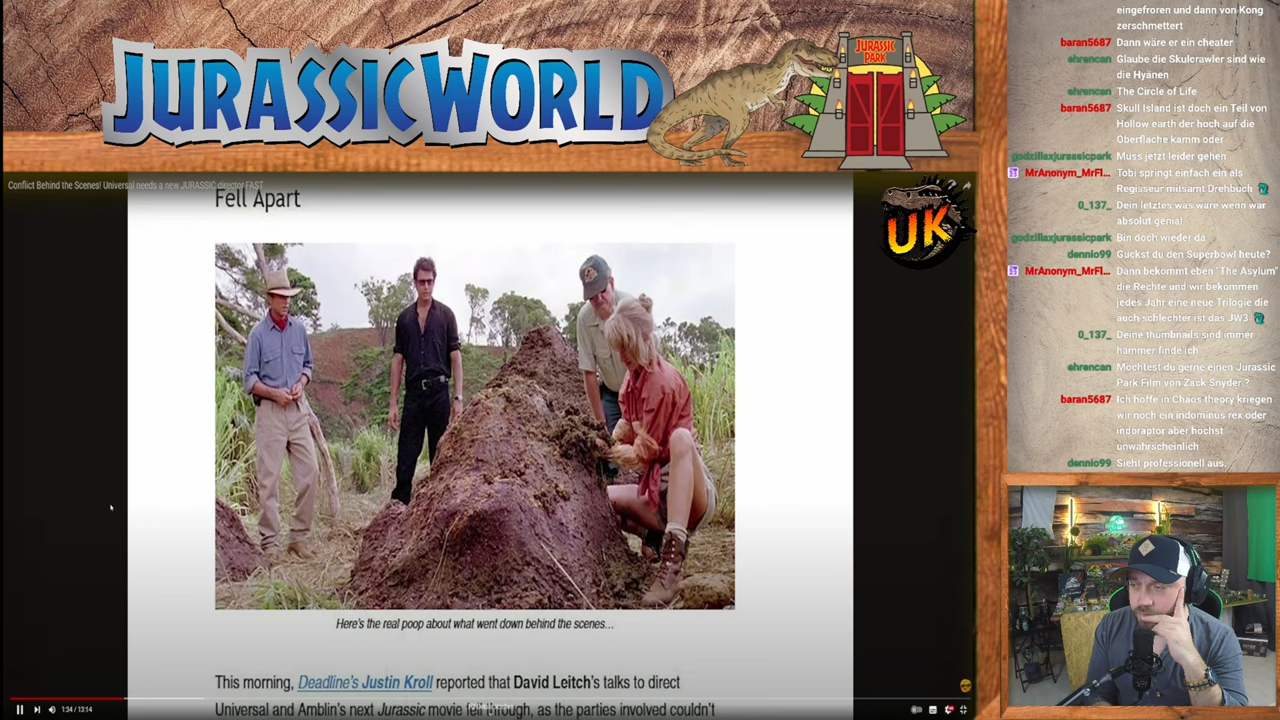 JURASSIC WORLD
JURASSIC
PARK
Conflict Behind the Scenes! Universal needs a new JURASSIC director FAST
Fell Apart
UK
Here's the real poop about what went down behind the scenes...
This morning, Deadline's Justin Kroll reported that David Leitch's talks to direct
Universal and Amblin's next Jurassic movie fell through, as the parties involved couldn't
1:34 / 13:14
eingefroren und dann von Kong
zerschmettert
baran5687 Dann wäre er ein cheater
ehrencan Glaube die Skulcrawler sind wie
die Hyänen
ehrencan The Circle of Life
baran5687 Skull Island ist doch ein Teil von
Hollow earth der hoch auf die
Oberfläche kamm oder
godzillaxjurassicpark Muss jetzt leider gehen
MrAnonym_MrFl... Tobi springt einfach ein als
Regisseur mitsamt Drehbuch
0_137_ Dein letztes was ware wenn war
absolut genial
godzillaxjurassicpark Bin doch wieder da
dennio99 Guckst du den Superbowl heute?
MrAnonym_MrFl... Dann bekommt eben "The Asylum"
die Rechte und wir bekommen
jedes Jahr eine neue Trilogie die
auch schlechter ist das JW3
0_137_ Deine thumbnails sind immer
hammer finde ich
ehrencan Möchtest du gerne einen Jurassic
Park Film von Zack Snyder ?
baran5687 Ich hoffe in Chaos theory kriegen
wir noch ein indominus rex oder
indoraptor aber höchst
unwahrscheinlich
dennio99 Sieht professionell aus.